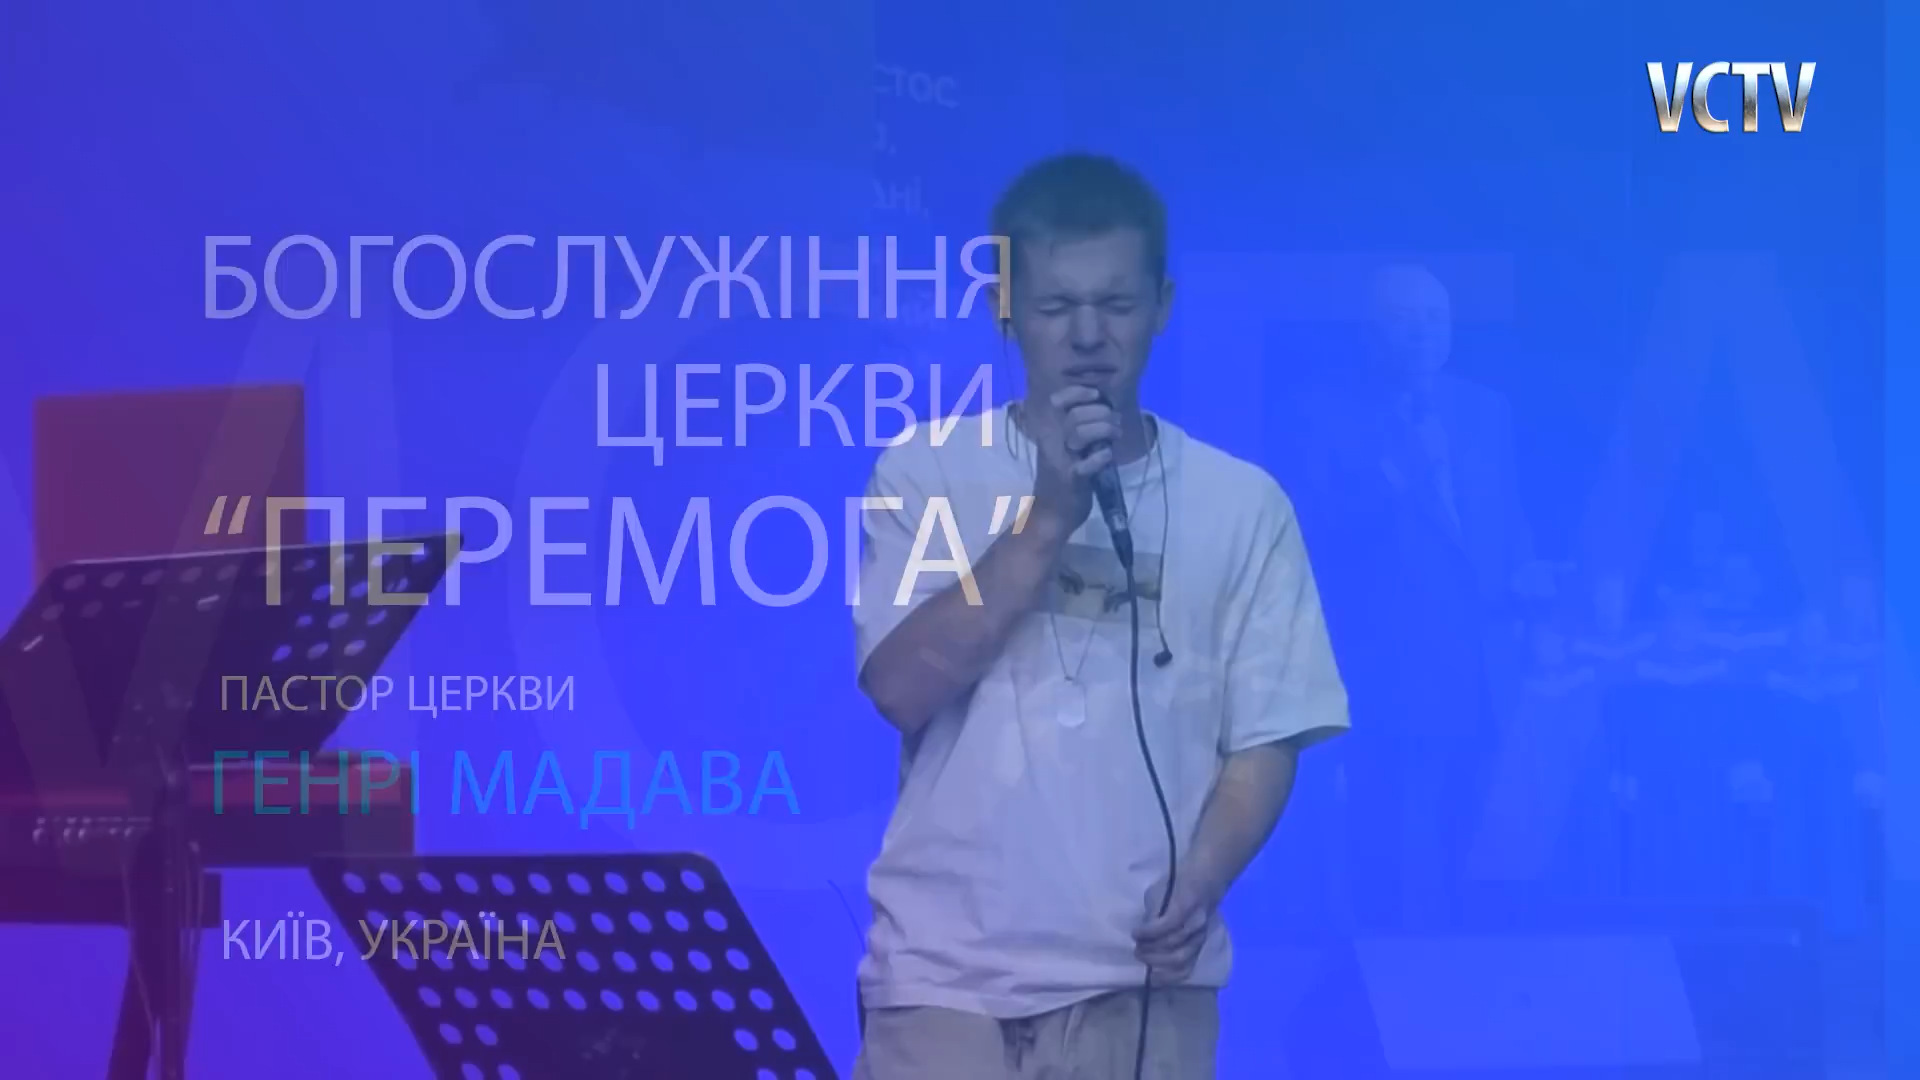 VCTV
БОГОСЛУЖІННЯ
ЦЕРКВИ
“ПЕРЕМОГА”
ПАСТОР ЦЕРКВИ
ГЕНРІ МАДАВА
КИЇВ, УКРАЇНА